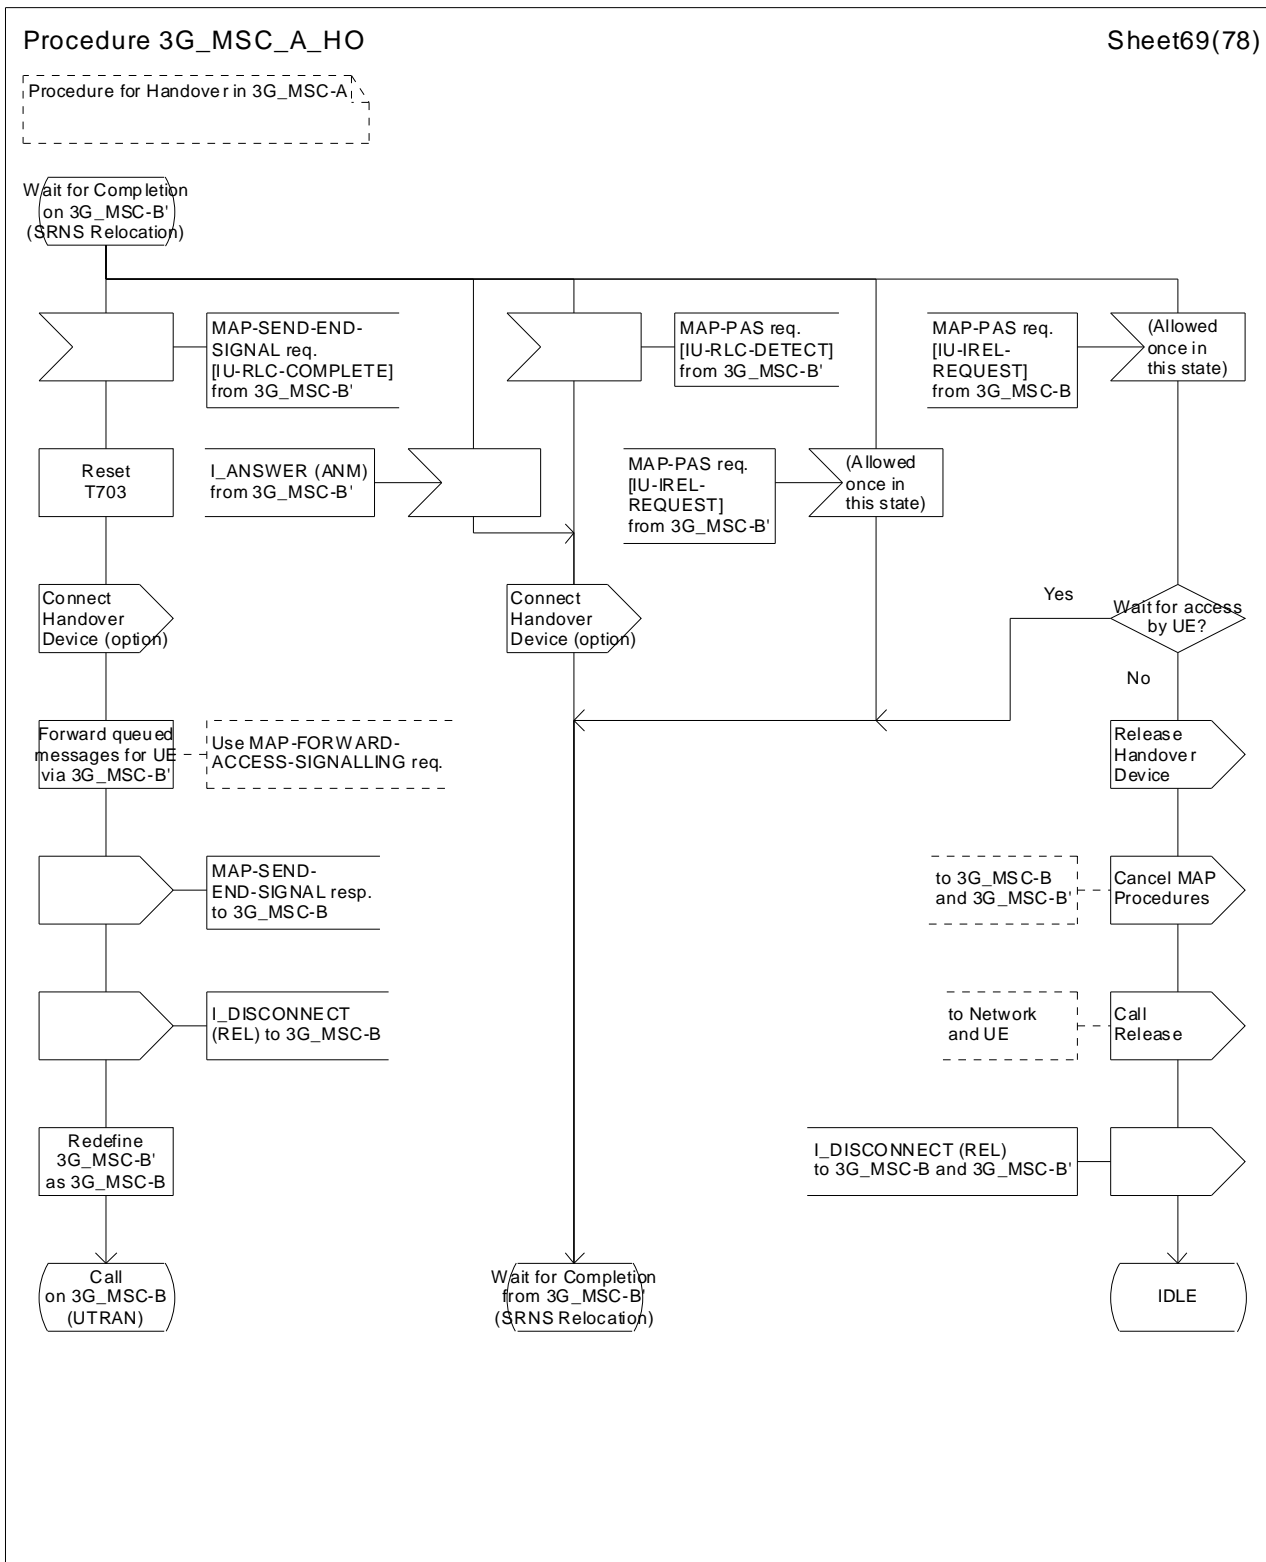 Procedure 3G_MSC_A_HO
Sheet69(78)
Procedure for Handover in 3G_MSC-A
Wait for Completion
on 3G_MSC-B'
(SRNS Relocation)
MAP-SEND-END-
SIGNAL req.
[IU-RLC-COMPLETE]
from 3G_MSC-B'
MAP-PAS req.
[IU-RLC-DETECT]
from 3G_MSC-B'
MAP-PAS req.
[IU-IREL-
REQUEST]
from 3G_MSC-B
(Allowed
once in
this state)
Reset
T703
I_ANSWER (ANM)
from 3G_MSC-B'
MAP-PAS req.
[IU-IREL-
REQUEST]
from 3G_MSC-B'
(Allowed
once in
this state)
Connect
Handover
Device (option)
Connect
Handover
Device (option)
Yes
Wait for access
by UE?
No
Forward queued
messages for UE
via 3G_MSC-B'
Use MAP-FORWARD-
ACCESS-SIGNALLING req.
Release
Handover
Device
MAP-SEND-
END-SIGNAL resp.
to 3G_MSC-B
to 3G_MSC-B
and 3G_MSC-B'
Cancel MAP
Procedures
I_DISCONNECT
(REL) to 3G_MSC-B
to Network
and UE
Call
Release
Redefine
3G_MSC-B'
as 3G_MSC-B
I_DISCONNECT (REL)
to 3G_MSC-B and 3G_MSC-B'
Call
on 3G_MSC-B
(UTRAN)
Wait for Completion
from 3G_MSC-B'
(SRNS Relocation)
IDLE